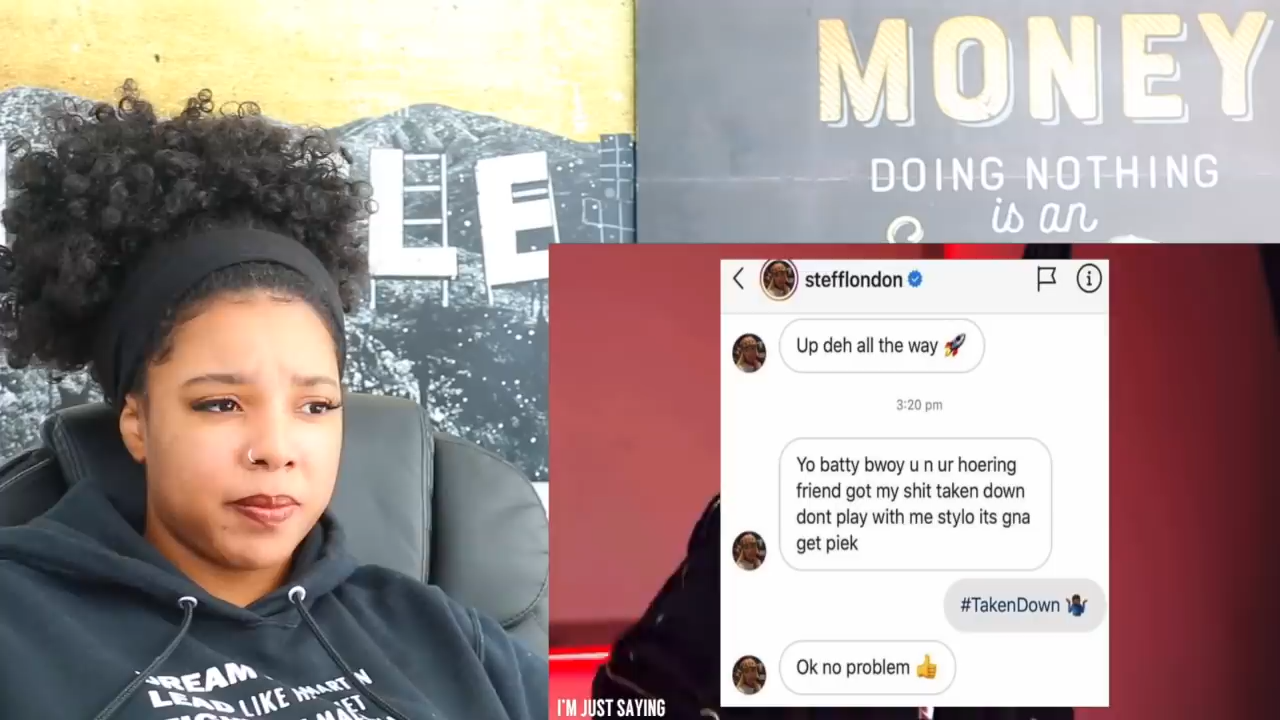 LE
MONEY
DOING NOTHING
is an
stefflondon
Up deh all the way 🚀
3:20 pm
Yo batty bwoy u n ur hoering
friend got my shit taken down
dont play with me stylo its gna
get piek
#TakenDown 🤷🏿‍♂️
Ok no problem 👍
DREAM
LEAD LIKE MARTIN
I'M JUST SAYING